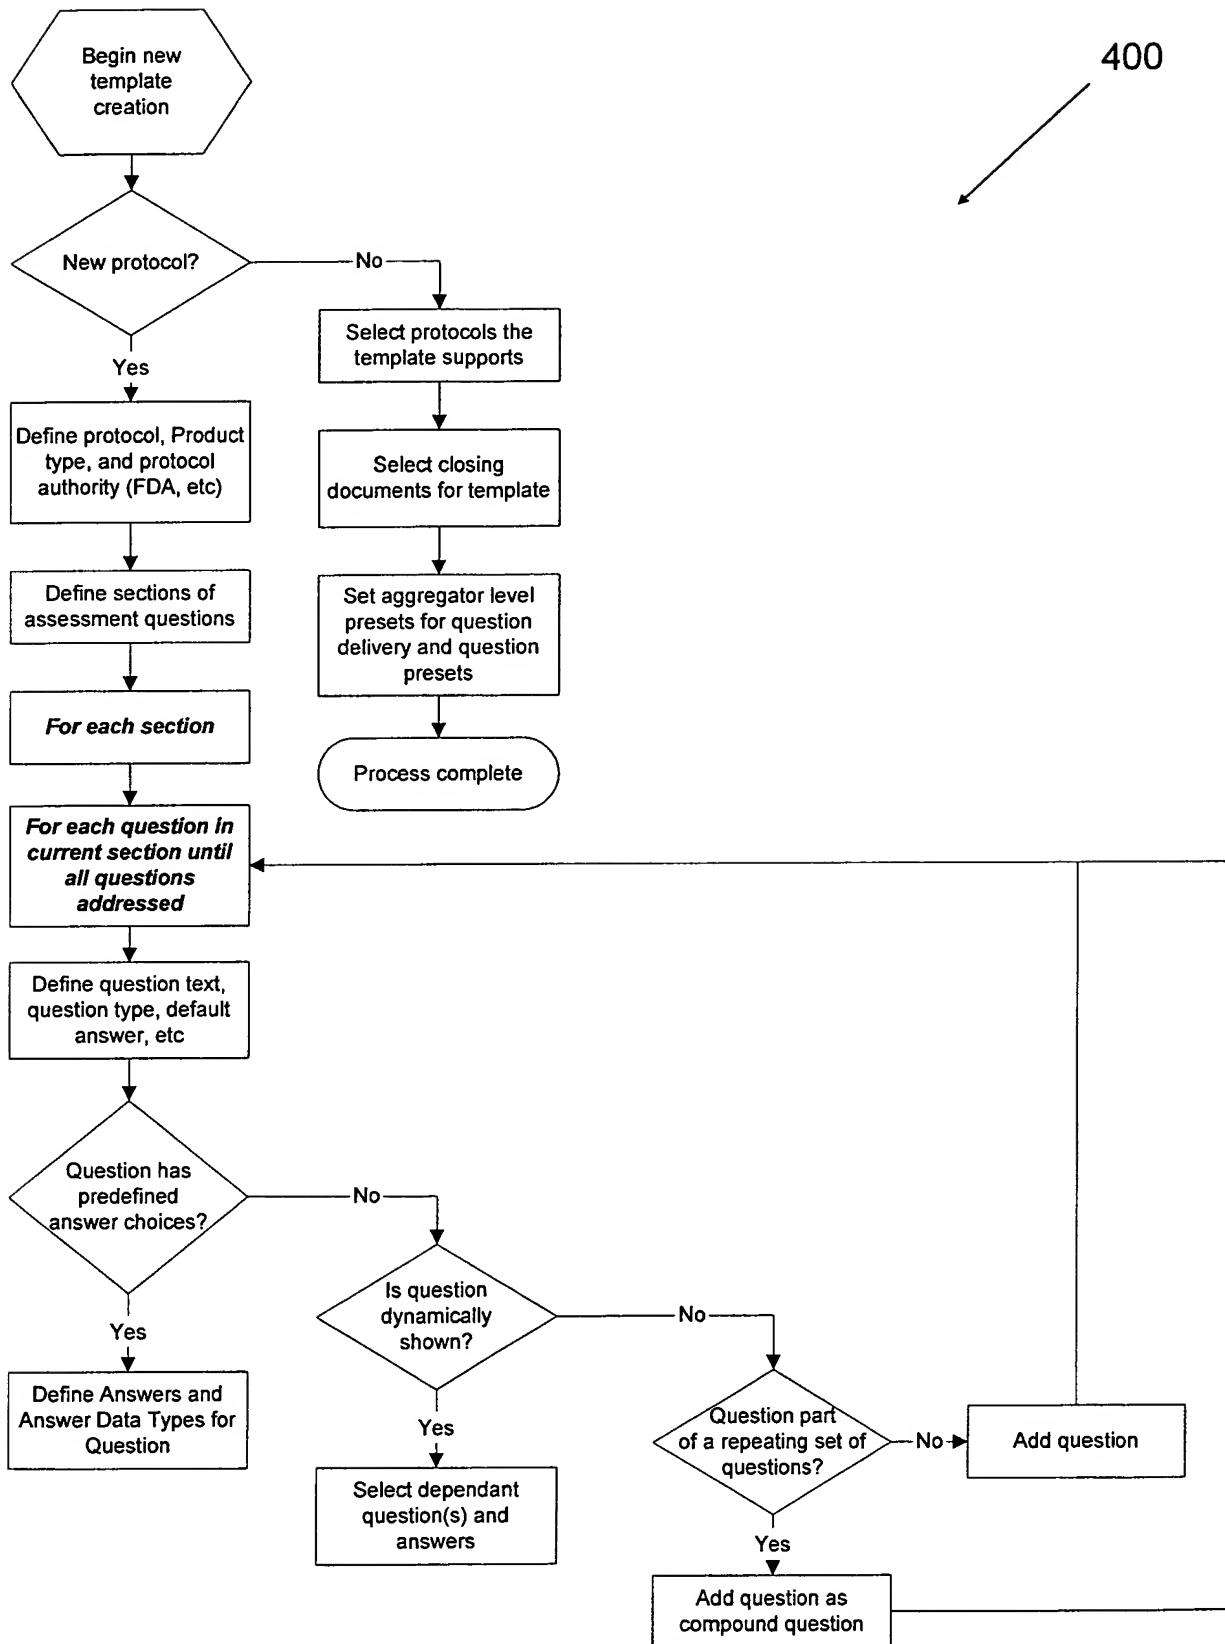 Begin new
template
creation
400
New protocol?
No
Yes
Select protocols the
template supports
Define protocol, Product
type, and protocol
authority (FDA, etc)
Select closing
documents for template
Define sections of
assessment questions
Set aggregator level
presets for question
delivery and question
presets
For each section
Process complete
For each question in
current section until
all questions
addressed
Define question text,
question type, default
answer, etc
Question has
predefined
answer choices?
No
Yes
Is question
dynamically
shown?
No
Yes
Define Answers and
Answer Data Types for
Question
Question part
of a repeating set of
questions?
No
Add question
Select dependant
question(s) and
answers
Yes
Add question as
compound question